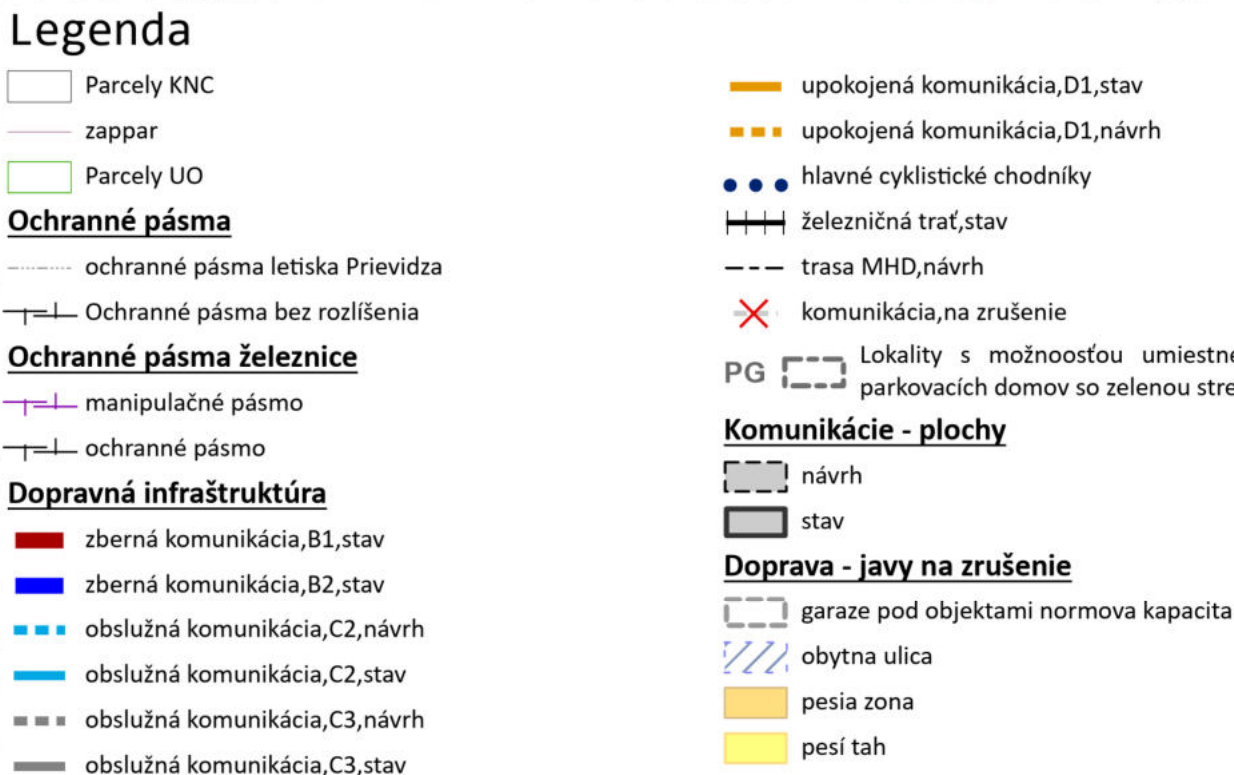 Legenda
Parcely KNC
zappar
Parcely UO
Ochranné pásma
ochranné pásma letiska Prievidza
Ochranné pásma bez rozlíšenia
Ochranné pásma železnice
manipulačné pásmo
ochranné pásmo
Dopravná infraštruktúra
zberná komunikácia,B1,stav
zberná komunikácia,B2,stav
obslužná komunikácia,C2,návrh
obslužná komunikácia,C2,stav
obslužná komunikácia,C3,návrh
obslužná komunikácia,C3,stav
upokojená komunikácia,D1,stav
upokojená komunikácia,D1,návrh
hlavné cyklistické chodníky
železničná trať,stav
trasa MHD,návrh
komunikácia,na zrušenie
PG Lokality s možnoosťou umiestne
parkovacích domov so zelenou stre
Komunikácie - plochy
návrh
stav
Doprava - javy na zrušenie
garaze pod objektami normova kapacita
obytna ulica
pesia zona
pesí tah